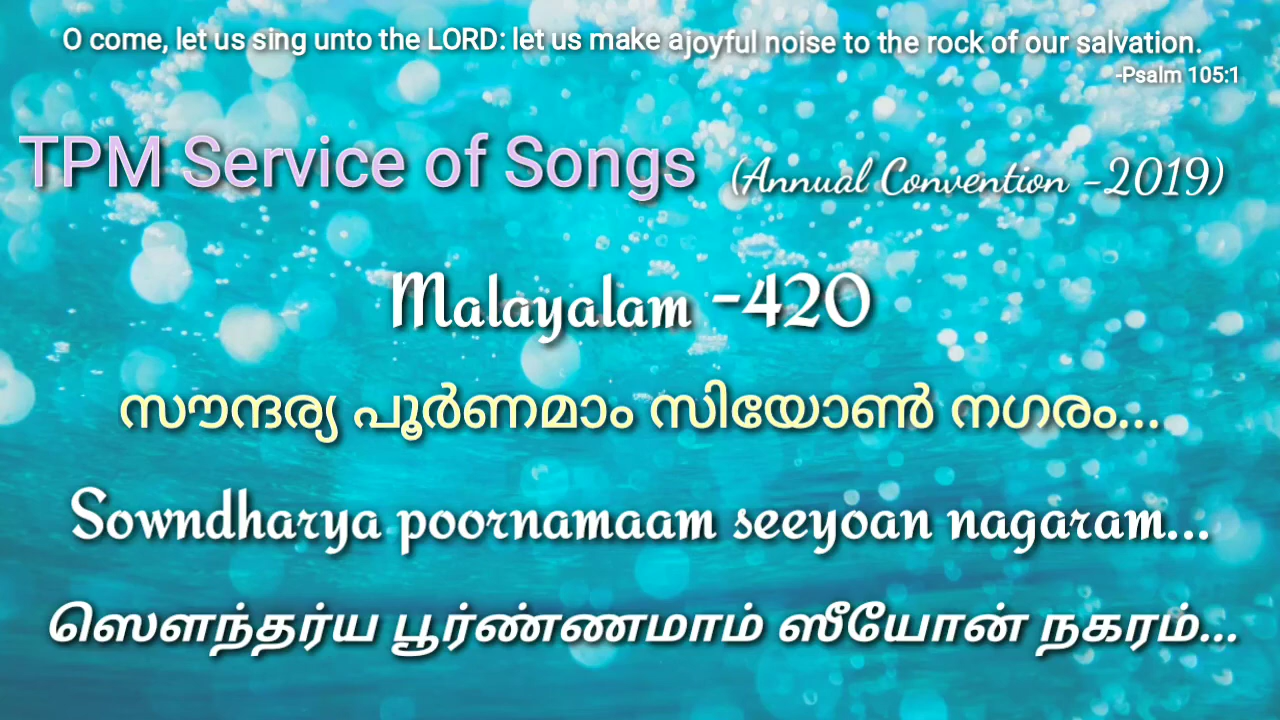 O come, let us sing unto the LORD: let us make ajoyful noise to the rock of our salvation.
-Psalm 105:1
TPM Service of Songs (Annual Convention -2019)
Malayalam -420
സൗന്ദര്യ പൂർണമാം സിയോൺ നഗരം...
Sowndharya poornamaam seeyoan nagaram...
ஸௌந்தர்ய பூர்ண்ணமாம் ஸீயோன் நகரம்...